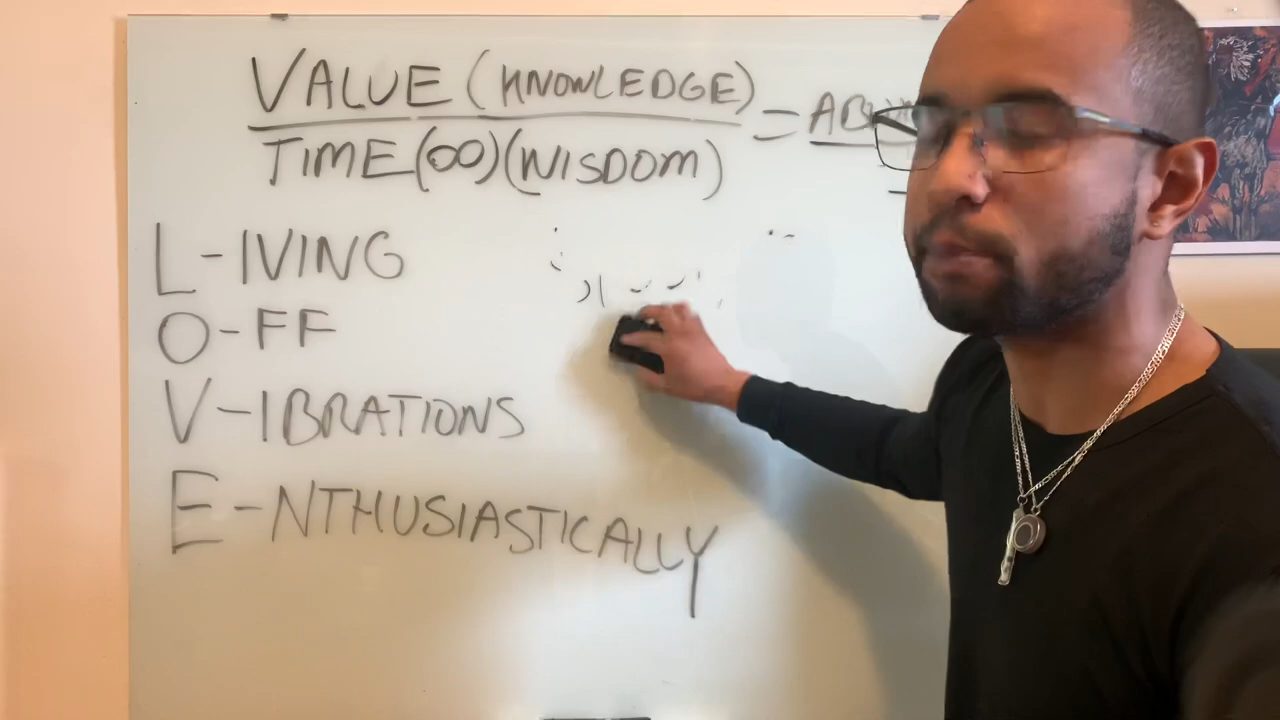 VALUE (KNOWLEDGE)
TIME (∞) (WISDOM)
=
L-IVING
O-FF
V-IBRATIONS
E-NTHUSIASTICALLY